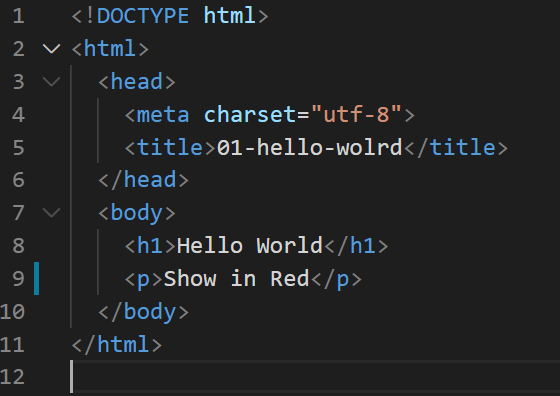 1 <!DOCTYPE html>
2 <html>
3 <head>
4 <meta charset="utf-8">
5 <title>01-hello-wolrd</title>
6 </head>
7 <body>
8 <h1>Hello World</h1>
9 <p>Show in Red</p>
10 </body>
11 </html>
12